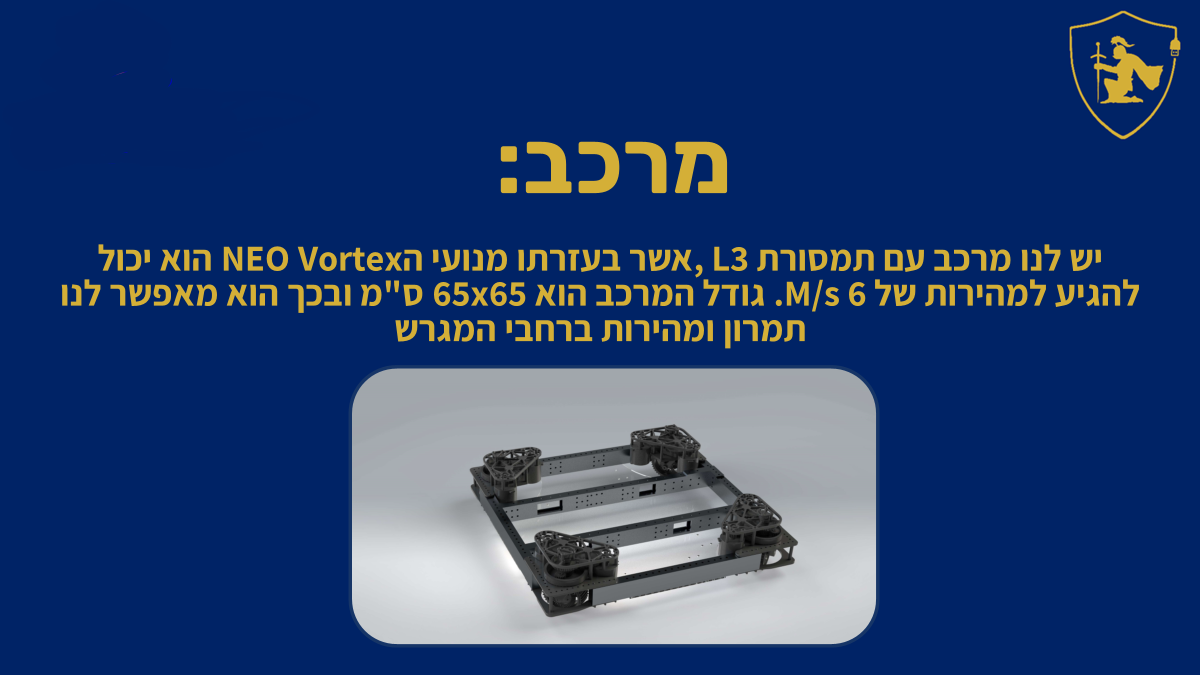 מרכב:
יש לנו מרכב עם תמסורת L3 ,אשר בעזרתו מנועי הNEO Vortex הוא יכול
להגיע למהירות של 6 M/s. גודל המרכב הוא 65x65 ס"מ ובכך הוא מאפשר לנו
תמרון ומהירות ברחבי המגרש